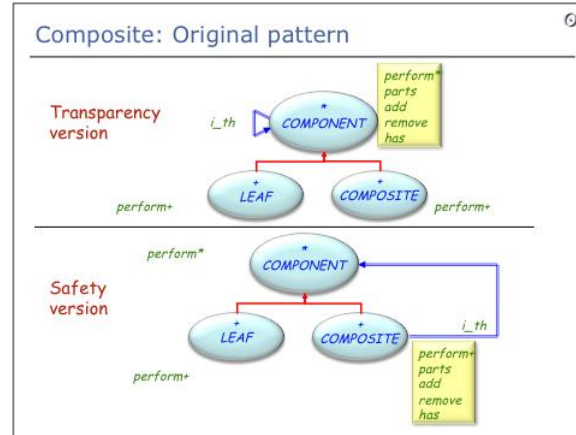 Composite: Original pattern
Transparency
version
i_th
*
COMPONENT
perform*
parts
add
remove
has
perform+
+
LEAF
+
COMPOSITE
perform+
perform*
*
COMPONENT
Safety
version
+
LEAF
+
COMPOSITE
i_th
perform+
perform+
parts
add
remove
has